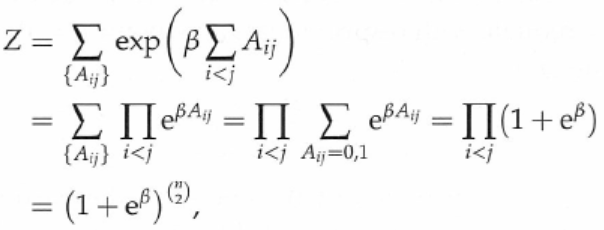 Z = ∑_{\{A_{ij}\}} exp(β ∑_{i<j} A_{ij})
= ∑_{\{A_{ij}\}} ∏_{i<j} e^{βA_{ij}} = ∏_{i<j} ∑_{A_{ij}=0,1} e^{βA_{ij}} = ∏_{i<j} (1 + e^β)
= (1 + e^β)^{\binom{n}{2}},